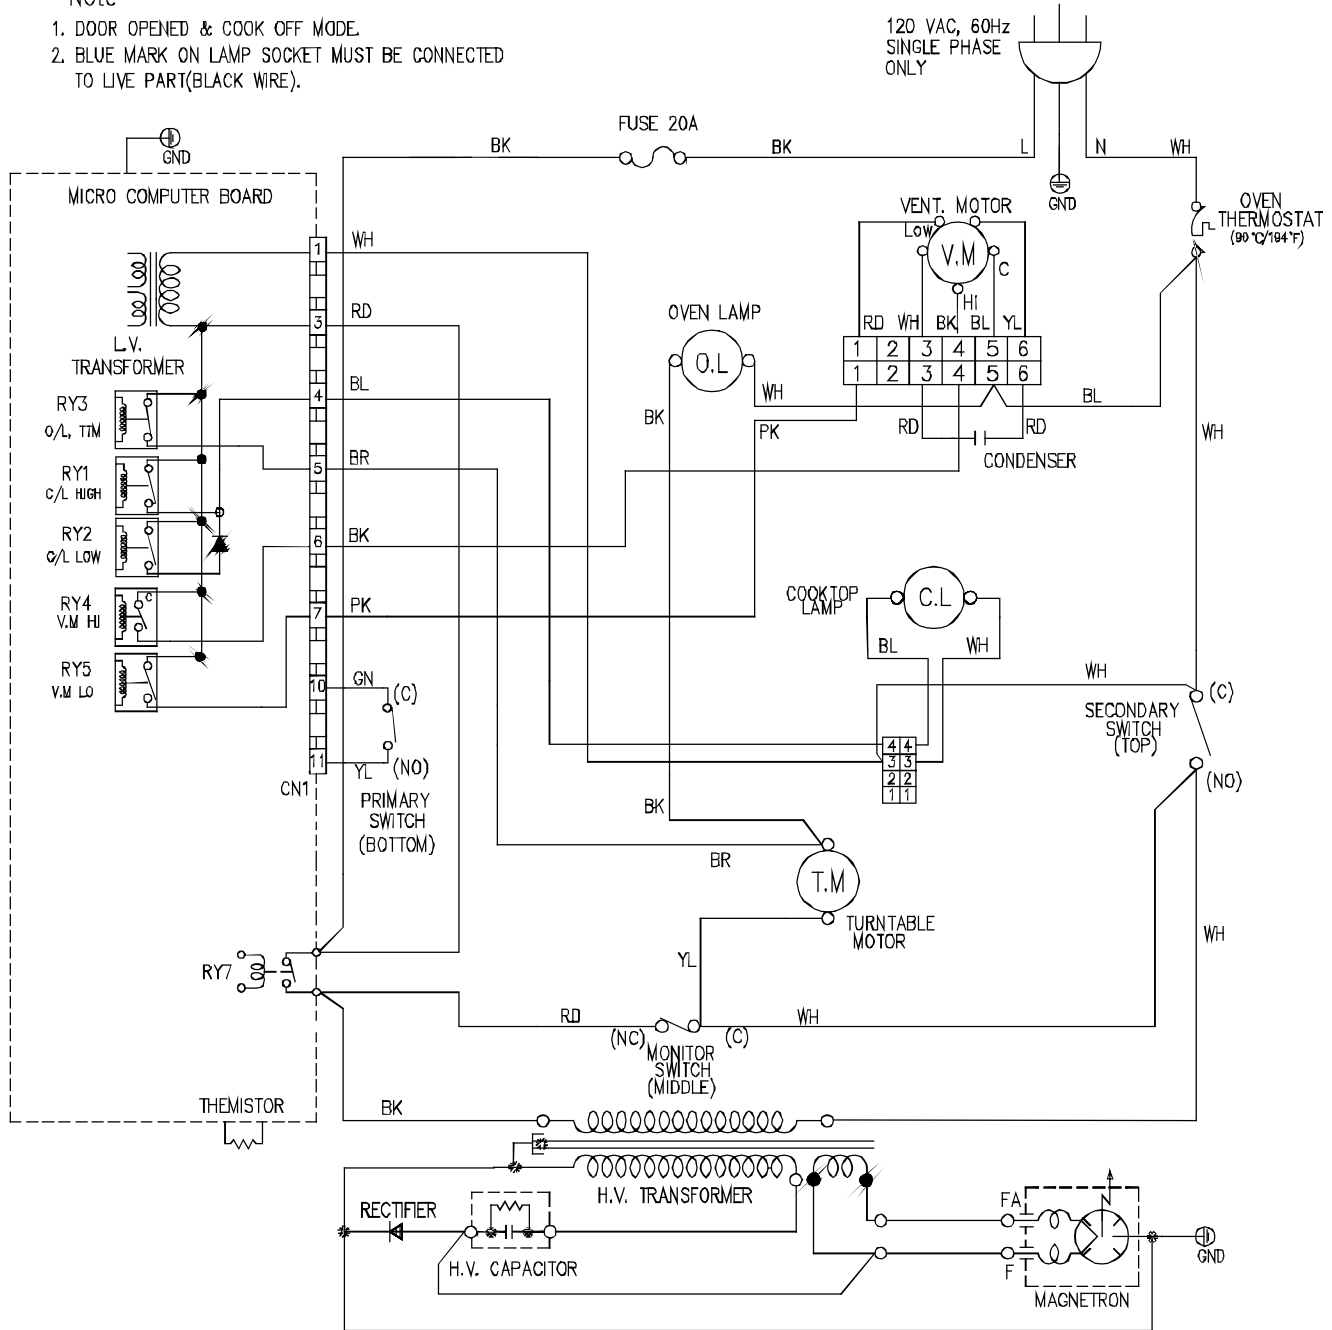 Note
1. DOOR OPENED & COOK OFF MODE.
2. BLUE MARK ON LAMP SOCKET MUST BE CONNECTED
TO LIVE PART(BLACK WIRE).
120 VAC, 60Hz
SINGLE PHASE
ONLY
FUSE 20A
BK
BK
L
N
WH
GND
GND
MICRO COMPUTER BOARD
VENT. MOTOR
LOW
V.M
C
HI
OVEN
THERMOSTAT
(90°C/194°F)
1
WH
3
RD
L.V.
TRANSFORMER
OVEN LAMP
O.L
RD
WH
BK
BL
YL
1 2 3 4 5 6
1 2 3 4 5 6
4
BL
RY3
O/L, TTM
WH
BL
BK
PK
RD
RD
WH
CONDENSER
5
BR
RY1
C/L HIGH
RY2
C/L LOW
6
BK
RY4
V.M HI
C
7
PK
COOKTOP
LAMP
C.L
BL
WH
RY5
V.M LO
10
GN
(C)
WH
(C)
SECONDARY
SWITCH
(TOP)
4 4
3 3
2 2
1 1
11
YL
(NO)
(NO)
CN1
PRIMARY
SWITCH
(BOTTOM)
BK
BR
T.M
TURNTABLE
MOTOR
WH
RY7
YL
RD
(NC)
(C)
WH
MONITOR
SWITCH
(MIDDLE)
THEMISTOR
BK
H.V. TRANSFORMER
RECTIFIER
H.V. CAPACITOR
FA
F
GND
MAGNETRON